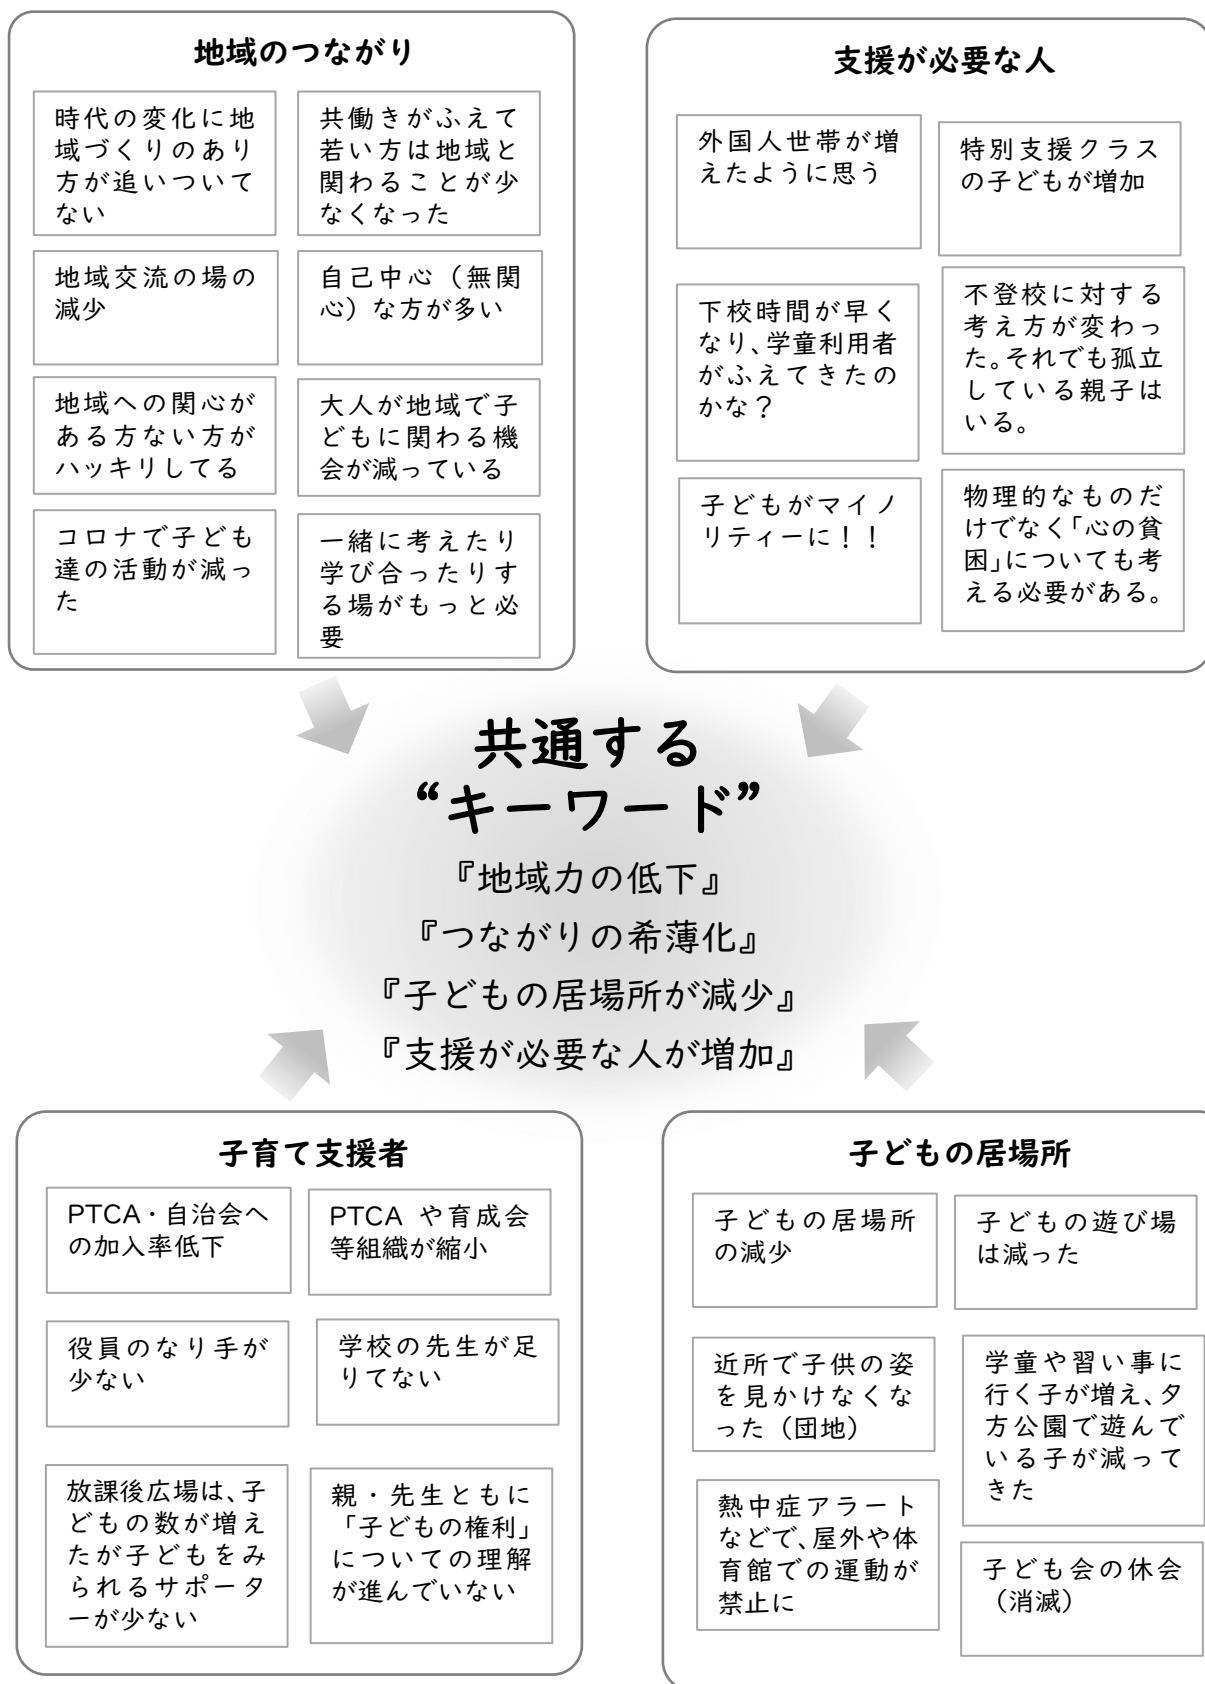 地域のつながり
時代の変化に地
域づくりのあり
方が追いついて
ない
共働きがふえて
若い方は地域と
関わることが少
なくなった
地域交流の場の
減少
自己中心（無関
心）な方が多い
地域への関心が
ある方ない方が
ハッキリしてる
大人が地域で子
どもに関わる機
会が減っている
コロナで子ども
達の活動が減っ
た
一緒に考えたり
学び合ったりす
る場がもっと必
要
支援が必要な人
外国人世帯が増
えたように思う
特別支援クラス
の子どもが増加
下校時間が早く
なり、学童利用者
がふえてきたの
かな？
不登校に対する
考え方が変わっ
た。それでも孤立
している親子は
いる。
子どもがマイノ
リティーに！！
物理的なものだ
けでなく「心の貧
困」についても考
える必要がある。
共通する
“キーワード”
『地域力の低下』
『つながりの希薄化』
『子どもの居場所が減少』
『支援が必要な人が増加』
子育て支援者
PTCA・自治会へ
の加入率低下
PTCA や育成会
等組織が縮小
役員のなり手が
少ない
学校の先生が足
りてない
放課後広場は、子
どもの数が増え
たが子どもをみ
られるサポータ
ーが少ない
親・先生ともに
「子どもの権利」
についての理解
が進んでいない
子どもの居場所
子どもの居場所
の減少
子どもの遊び場
は減った
近所で子供の姿
を見かけなくな
った（団地）
学童や習い事に
行く子が増え、夕
方公園で遊んで
いる子が減って
きた
熱中症アラート
などで、屋外や体
育館での運動が
禁止に
子ども会の休会
（消滅）